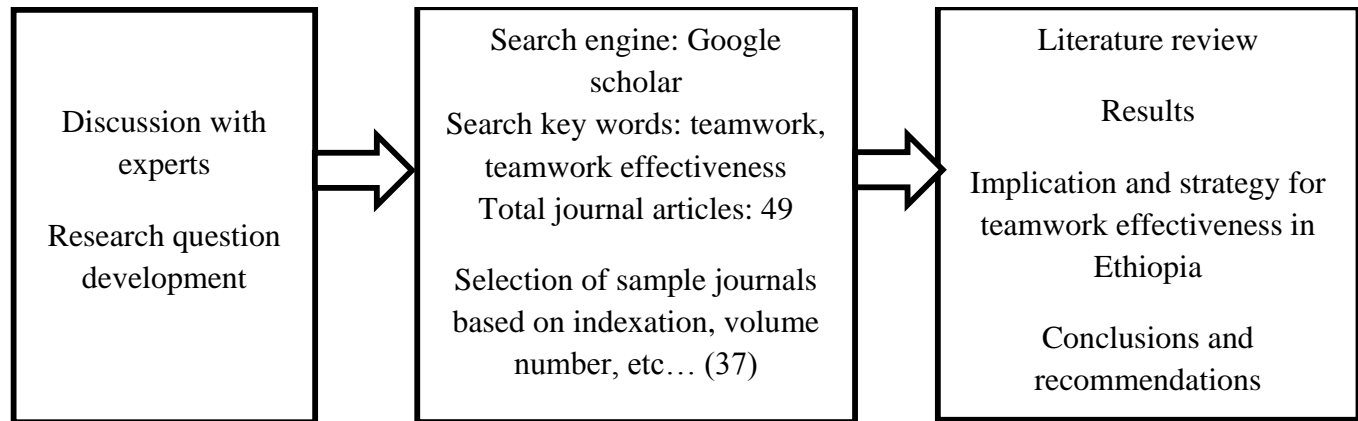 Discussion with
experts
Research question
development
Search engine: Google
scholar
Search key words: teamwork,
teamwork effectiveness
Total journal articles: 49
Selection of sample journals
based on indexation, volume
number, etc… (37)
Literature review
Results
Implication and strategy for
teamwork effectiveness in
Ethiopia
Conclusions and
recommendations